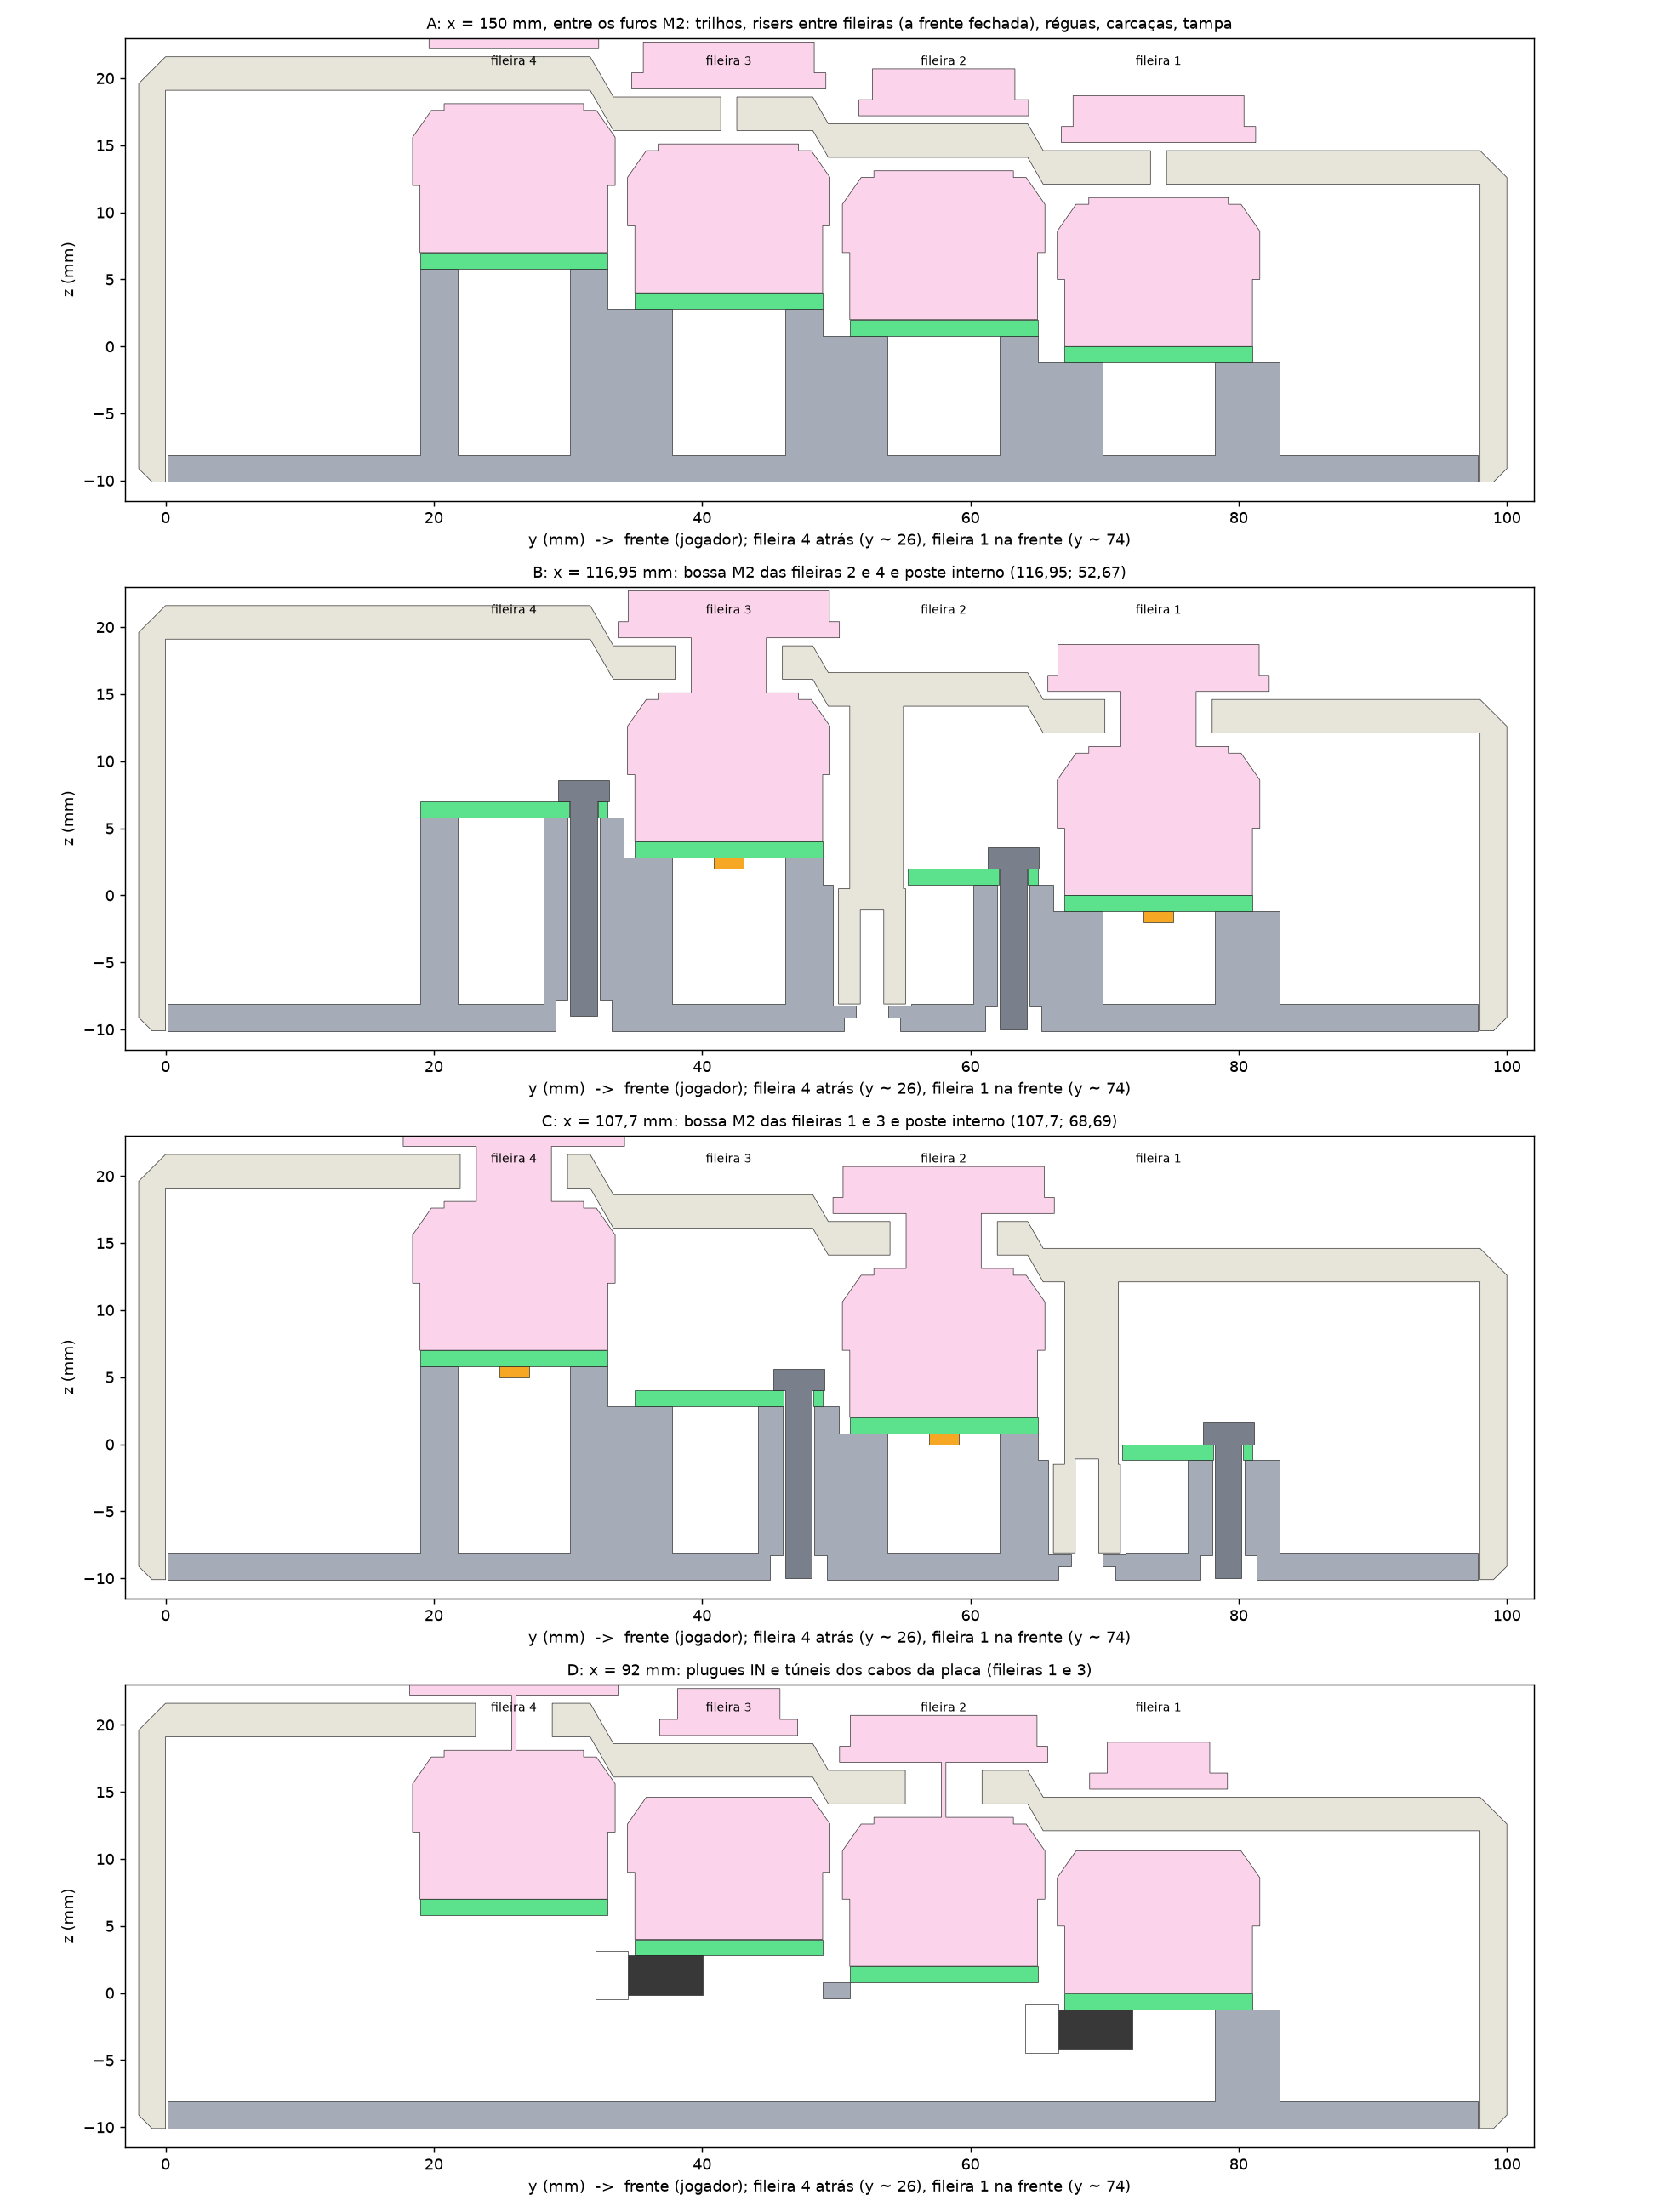 A: x = 150 mm, entre os furos M2: trilhos, risers entre fileiras (a frente fechada), réguas, carcaças, tampa
fileira 4 fileira 3 fileira 2 fileira 1
20
15
10
5
0
−5
−10
z (mm)
0 20 40 60 80 100
y (mm) -> frente (jogador); fileira 4 atrás (y ~ 26), fileira 1 na frente (y ~ 74)
B: x = 116,95 mm: bossa M2 das fileiras 2 e 4 e poste interno (116,95; 52,67)
fileira 4 fileira 3 fileira 2 fileira 1
20
15
10
5
0
−5
−10
z (mm)
0 20 40 60 80 100
y (mm) -> frente (jogador); fileira 4 atrás (y ~ 26), fileira 1 na frente (y ~ 74)
C: x = 107,7 mm: bossa M2 das fileiras 1 e 3 e poste interno (107,7; 68,69)
fileira 4 fileira 3 fileira 2 fileira 1
20
15
10
5
0
−5
−10
z (mm)
0 20 40 60 80 100
y (mm) -> frente (jogador); fileira 4 atrás (y ~ 26), fileira 1 na frente (y ~ 74)
D: x = 92 mm: plugues IN e túneis dos cabos da placa (fileiras 1 e 3)
fileira 4 fileira 3 fileira 2 fileira 1
20
15
10
5
0
−5
−10
z (mm)
0 20 40 60 80 100
y (mm) -> frente (jogador); fileira 4 atrás (y ~ 26), fileira 1 na frente (y ~ 74)